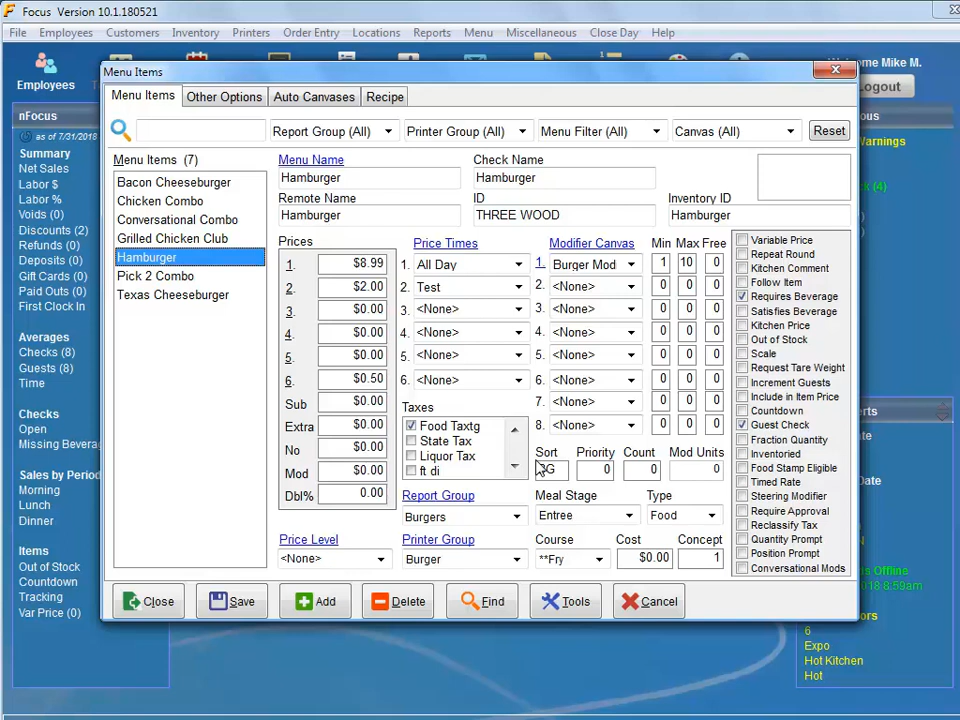 Focus Version 10.1.180521
File Employees Customers Inventory Printers Order Entry Locations Reports Menu Miscellaneous Close Day Help
Welcome Mike M.
Employees
Logout
nFocus
as of 7/31/2018
Summary
Net Sales
Labor $
Labor %
Voids (0)
Discounts (2)
Refunds (0)
Deposits (0)
Gift Cards (0)
Paid Outs (0)
First Clock In
Averages
Checks (8)
Guests (8)
Time
Checks
Open
Missing Beverag
Sales by Period
Morning
Lunch
Dinner
Items
Out of Stock
Countdown
Tracking
Var Price (0)
Menu Items
Menu Items Other Options Auto Canvases Recipe
Report Group (All) Printer Group (All) Menu Filter (All) Canvas (All) Reset
Menu Items (7)
Bacon Cheeseburger
Chicken Combo
Conversational Combo
Grilled Chicken Club
Hamburger
Pick 2 Combo
Texas Cheeseburger
Menu Name Check Name
Hamburger Hamburger
Remote Name ID Inventory ID
Hamburger THREE WOOD Hamburger
Prices Price Times Modifier Canvas Min Max Free
1. $8.99 1. All Day 1. Burger Mod 1 10 0
2. $2.00 2. Test 2. <None> 0 0 0
3. $0.00 3. <None> 3. <None> 0 0 0
4. $0.00 4. <None> 4. <None> 0 0 0
5. $0.00 5. <None> 5. <None> 0 0 0
6. $0.50 6. <None> 6. <None> 0 0 0
Sub $0.00 7. <None> 0 0 0
Extra $0.00 8. <None> 0 0 0
No $0.00
Mod $0.00
Dbl% 0.00
Taxes
Food Taxtg
State Tax
Liquor Tax
ft di
Sort Priority Count Mod Units
0 0 0
Report Group Meal Stage Type
Burgers Entree Food
Price Level Printer Group Course Cost Concept
<None> Burger **Fry $0.00 1
Variable Price
Repeat Round
Kitchen Comment
Follow Item
Requires Beverage
Satisfies Beverage
Kitchen Price
Out of Stock
Scale
Request Tare Weight
Increment Guests
Include in Item Price
Countdown
Guest Check
Fraction Quantity
Inventoried
Food Stamp Eligible
Timed Rate
Steering Modifier
Require Approval
Reclassify Tax
Quantity Prompt
Position Prompt
Conversational Mods
Close Save Add Delete Find Tools Cancel
ous
Warnings
(4)
erts
ate
Date
in Offline
018 8:59am
ors
6
Expo
Hot Kitchen
Hot